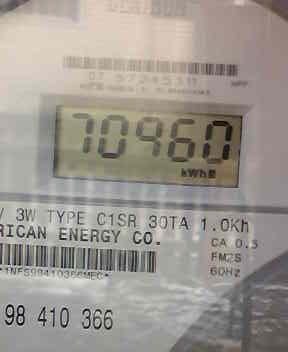 70960
kWh
/ 3W TYPE C1SR 30TA 1.0Kh
RICAN ENERGY CO.
CA 0.5
FM2S
60Hz
*1NFS98410366MEC*
98 410 366